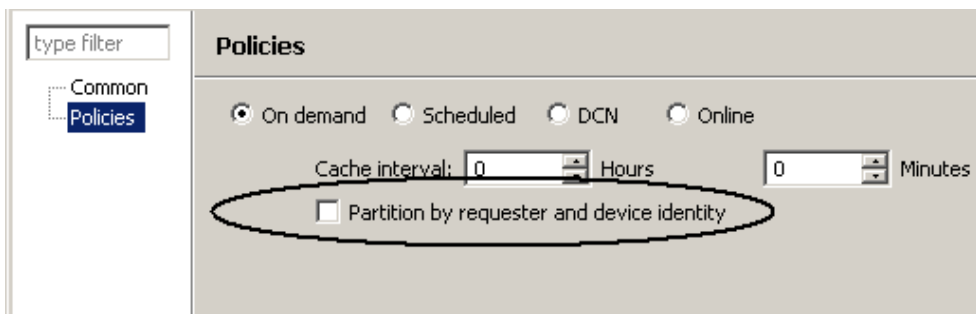 type filter
Common
Policies
Policies
On demand Scheduled DCN Online
Cache interval: 0 Hours 0 Minutes
Partition by requester and device identity